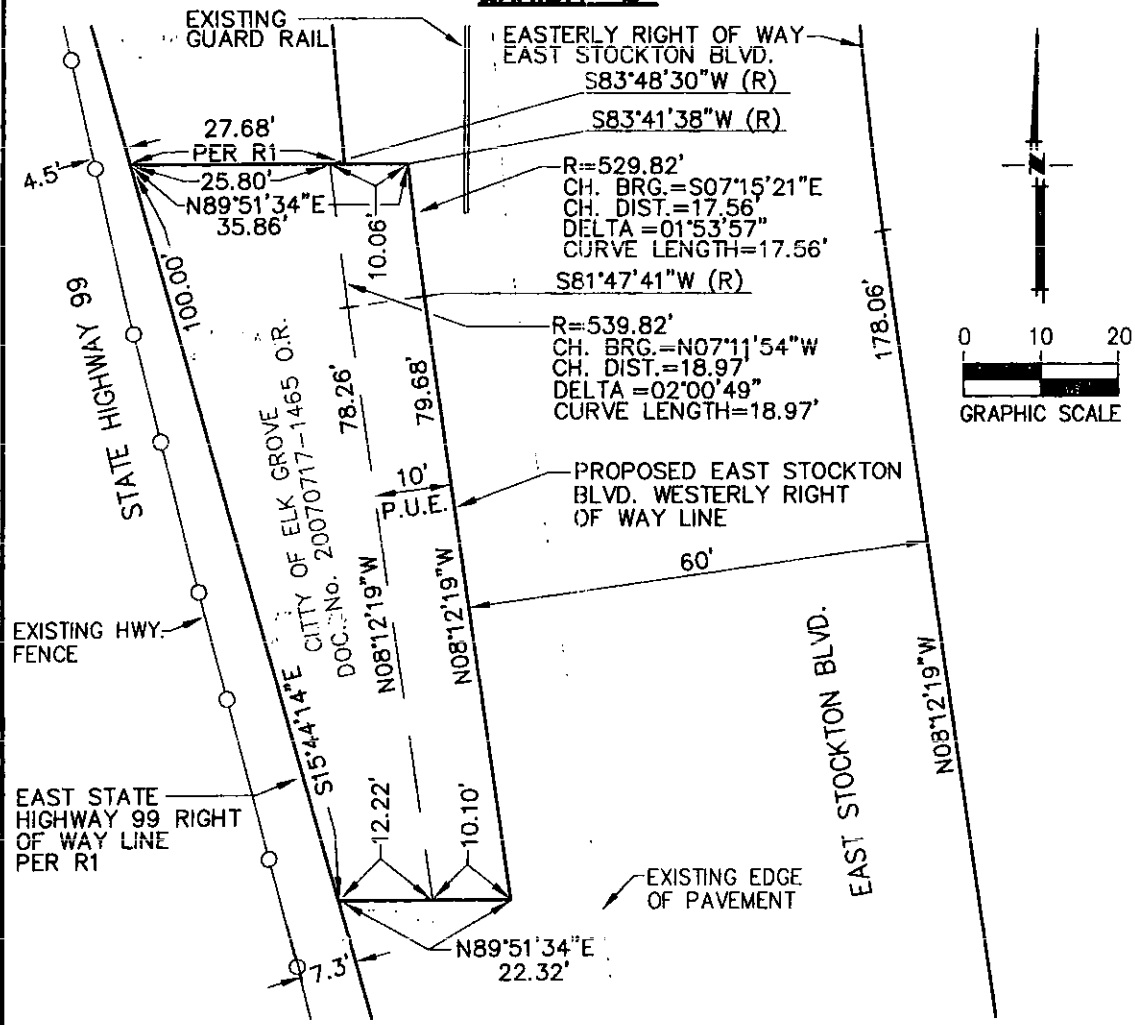 EXISTING
GUARD RAIL
EASTERLY RIGHT OF WAY
EAST STOCKTON BLVD.
S83°48'30"W (R)
S83°41'38"W (R)
27.68'
PER R1
25.80'
N89°51'34"E
35.86'
4.5'
10.06'
100.00'
R=529.82'
CH. BRG.=S07°15'21"E
CH. DIST.=17.56'
DELTA =01°53'57"
CURVE LENGTH=17.56'
S81°47'41"W (R)
R=539.82'
CH. BRG.=N07°11'54"W
CH. DIST.=18.97'
DELTA =02°00'49"
CURVE LENGTH=18.97'
178.06'
N
0 10 20
GRAPHIC SCALE
STATE HIGHWAY 99
CITTY OF ELK GROVE
DOC. No. 20070717-1465 O.R.
78.26'
79.68'
10'
P.U.E.
PROPOSED EAST STOCKTON
BLVD. WESTERLY RIGHT
OF WAY LINE
N08°12'19"W
N08°12'19"W
60'
EXISTING HWY.
FENCE
S15°44'14"E
EAST STOCKTON BLVD.
N08°12'19"W
EAST STATE
HIGHWAY 99 RIGHT
OF WAY LINE
PER R1
12.22'
10.10'
EXISTING EDGE
OF PAVEMENT
N89°51'34"E
22.32'
7.3'